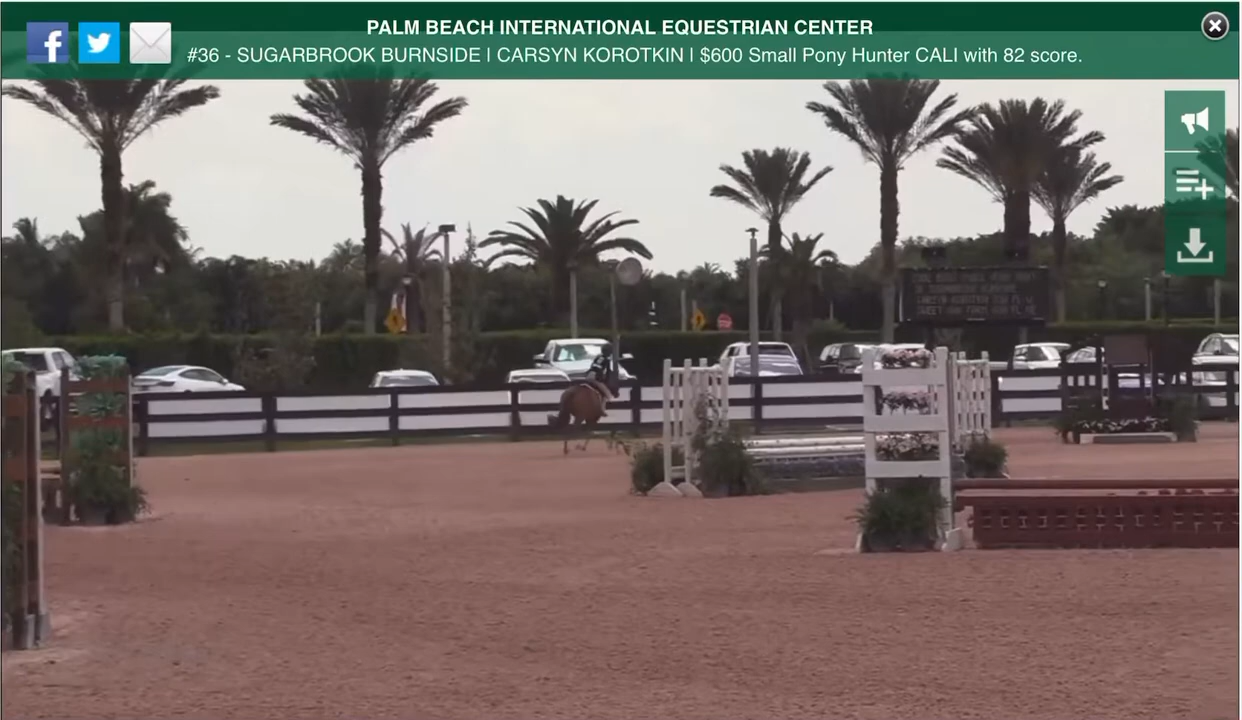 PALM BEACH INTERNATIONAL EQUESTRIAN CENTER
#36 - SUGARBROOK BURNSIDE | CARSYN KOROTKIN | $600 Small Pony Hunter CALI with 82 score.